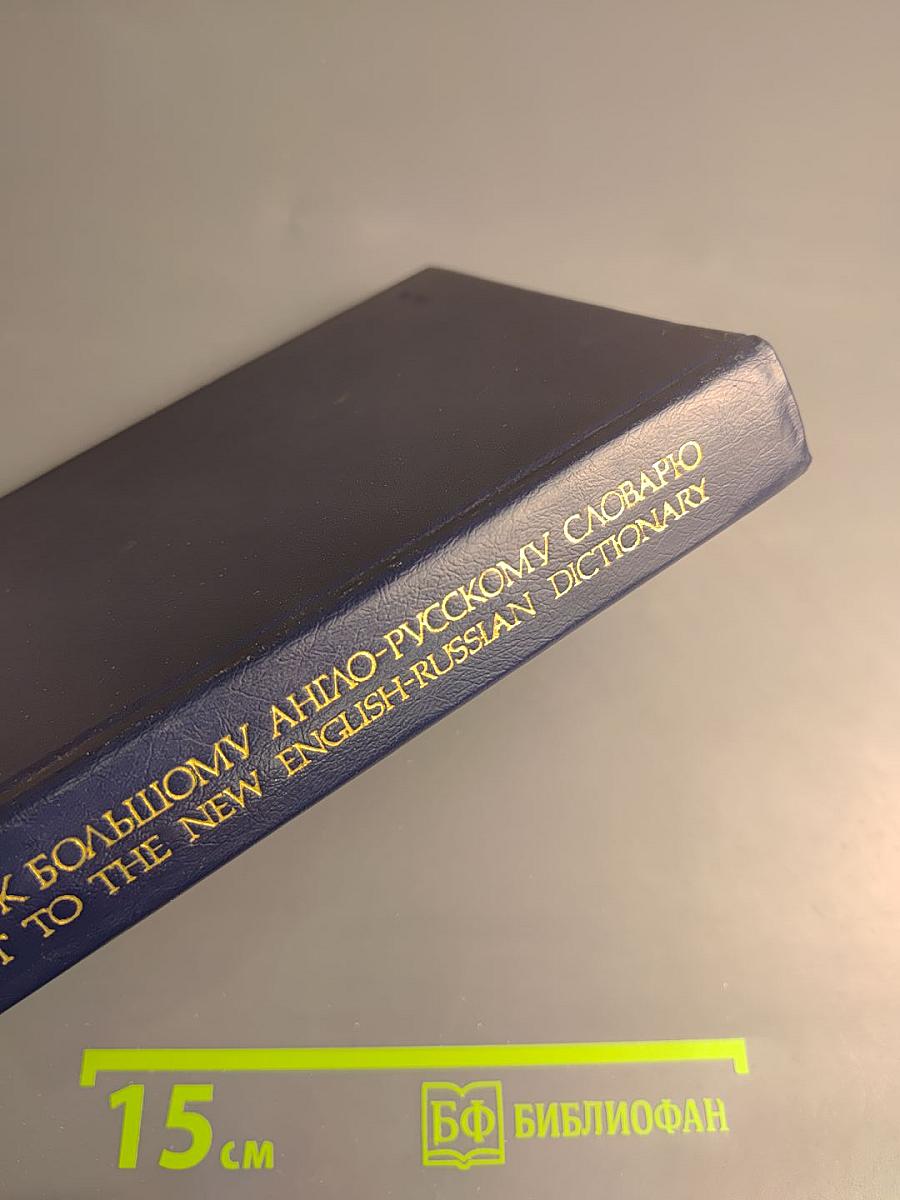 К БОЛЬШОМУ АНГЛО-РУССКОМУ СЛОВАРЮ
TO THE NEW ENGLISH-RUSSIAN DICTIONARY
15 см
БФ БИБЛИОФАН